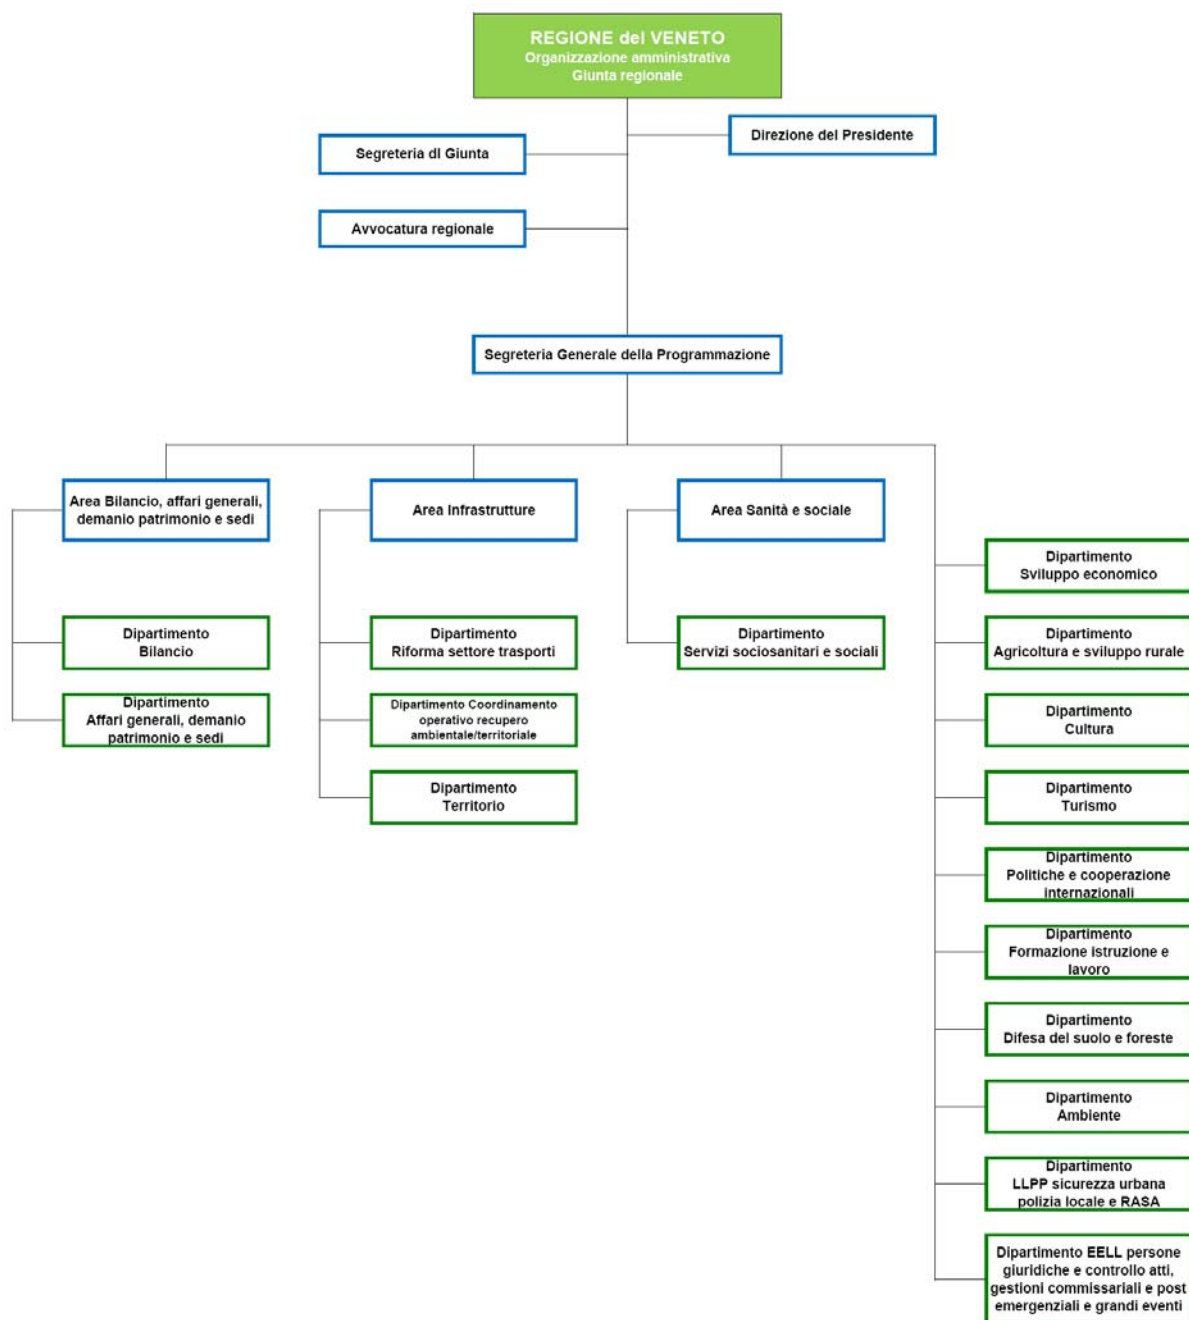 REGIONE del VENETO
Organizzazione amministrativa
Giunta regionale
Direzione del Presidente
Segreteria di Giunta
Avvocatura regionale
Segreteria Generale della Programmazione
Area Bilancio, affari generali,
demanio patrimonio e sedi
Area Infrastrutture
Area Sanità e sociale
Dipartimento
Bilancio
Dipartimento
Affari generali, demanio
patrimonio e sedi
Dipartimento
Riforma settore trasporti
Dipartimento Coordinamento
operativo recupero
ambientale/territoriale
Dipartimento
Territorio
Dipartimento
Servizi sociosanitari e sociali
Dipartimento
Sviluppo economico
Dipartimento
Agricoltura e sviluppo rurale
Dipartimento
Cultura
Dipartimento
Turismo
Dipartimento
Politiche e cooperazione
internazionali
Dipartimento
Formazione istruzione e
lavoro
Dipartimento
Difesa del suolo e foreste
Dipartimento
Ambiente
Dipartimento
LLPP sicurezza urbana
polizia locale e RASA
Dipartimento EELL persone
giuridiche e controllo atti,
gestioni commissariali e post
emergenziali e grandi eventi